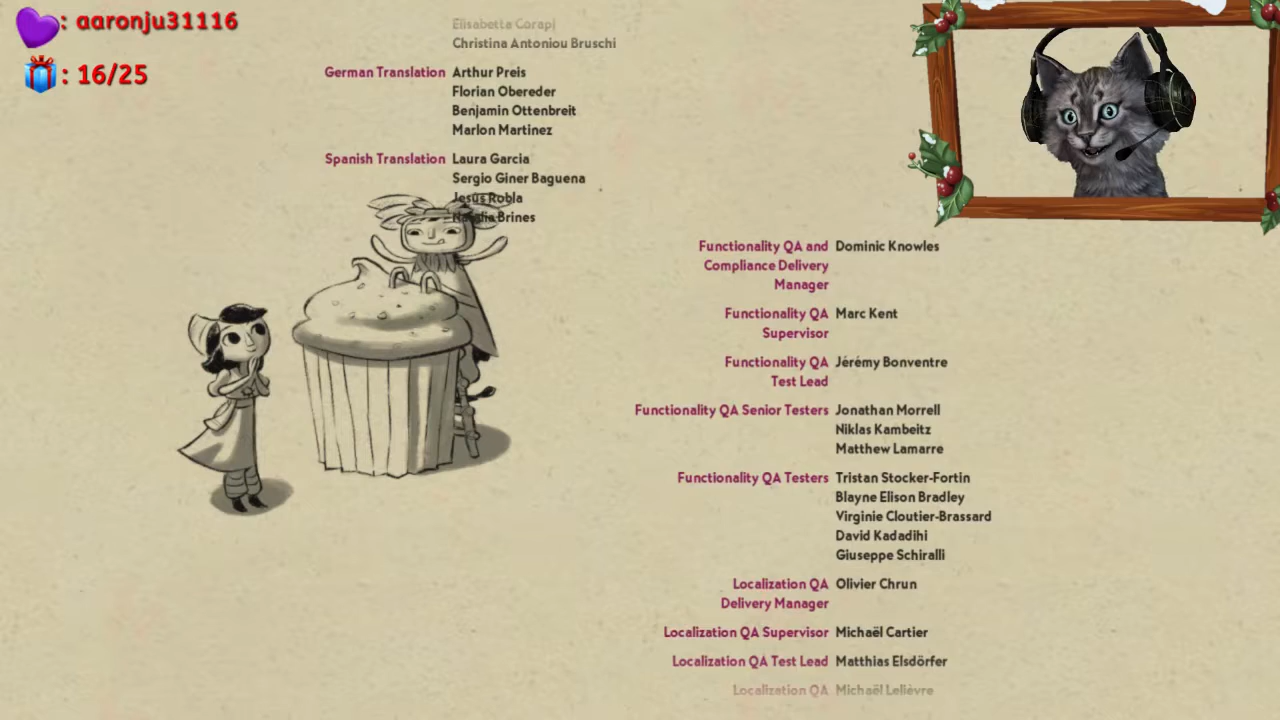 : aaronju31116
: 16/25
Elisabetta Corapi
Christina Antoniou Bruschi
German Translation Arthur Preis
Florian Obereder
Benjamin Ottenbreit
Marlon Martinez
Spanish Translation Laura Garcia
Sergio Giner Baguena
Jesús Robla
Natalia Brines
Functionality QA and Dominic Knowles
Compliance Delivery
Manager
Functionality QA Marc Kent
Supervisor
Functionality QA Jérémy Bonventre
Test Lead
Functionality QA Senior Testers Jonathan Morrell
Niklas Kambeitz
Matthew Lamarre
Functionality QA Testers Tristan Stocker-Fortin
Blayne Elison Bradley
Virginie Cloutier-Brassard
David Kadadihi
Giuseppe Schiralli
Localization QA Olivier Chrun
Delivery Manager
Localization QA Supervisor Michaël Cartier
Localization QA Test Lead Matthias Elsdörfer
Localization QA Michaël Lelièvre